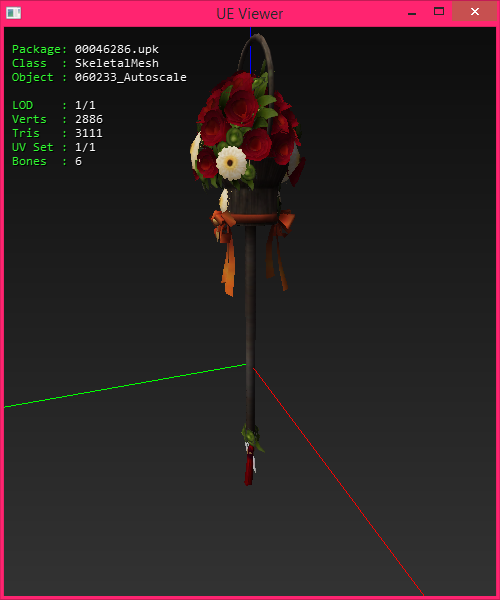 UE Viewer
Package: 00046286.upk
Class  : SkeletalMesh
Object : 060233_Autoscale
LOD    : 1/1
Verts  : 2886
Tris   : 3111
UV Set : 1/1
Bones  : 6